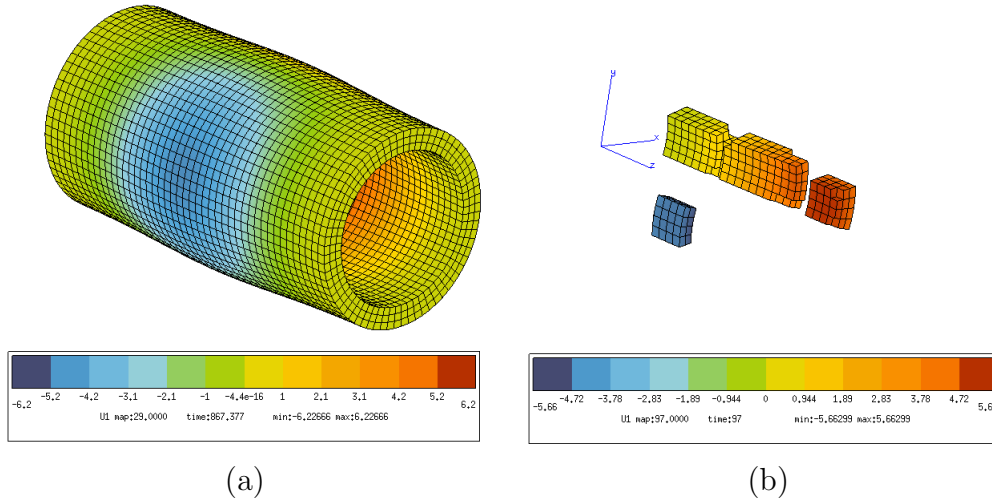 y
x
z
-6.2 -5.2 -4.2 -3.1 -2.1 -1 -4.4e-16 1 2.1 3.1 4.2 5.2 6.2
U1 map:29.0000 time:867.377 min:-6.22666 max:6.22666
-5.66 -4.72 -3.78 -2.83 -1.89 -0.944 0 0.944 1.89 2.83 3.78 4.72 5.6
U1 map:97.0000 time:97 min:-5.66299 max:5.66299
(a)
(b)